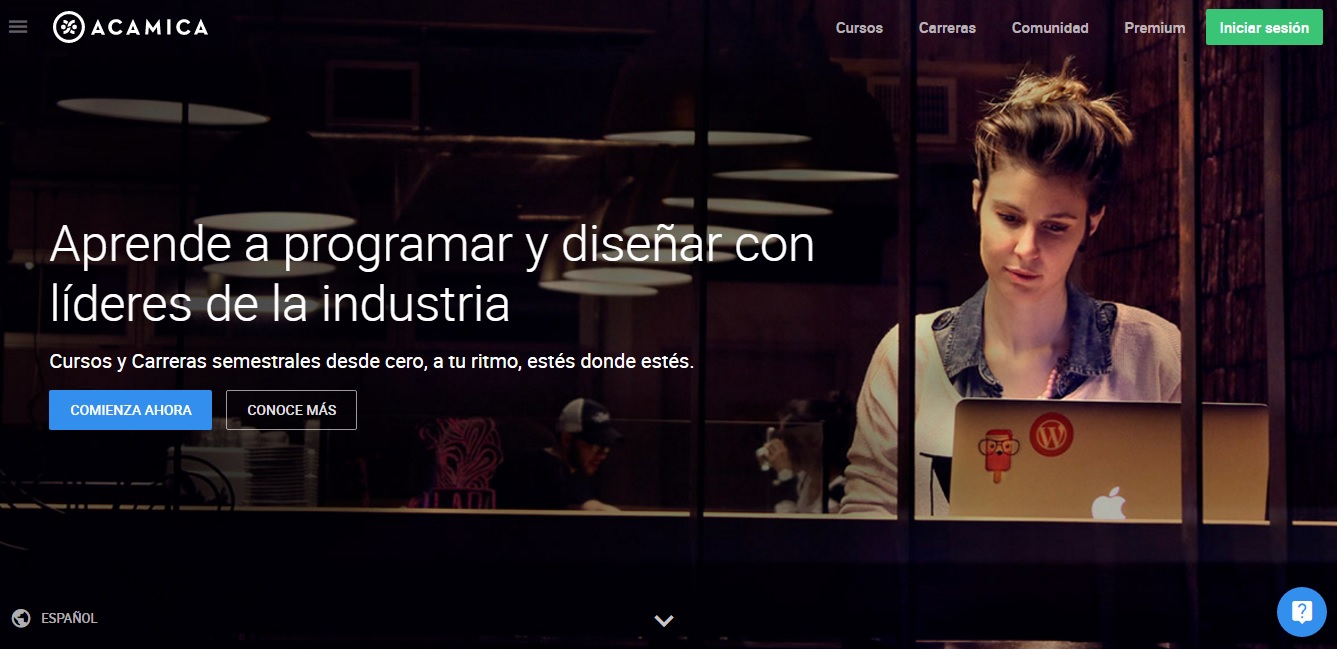 ACAMICA
Cursos
Carreras
Comunidad
Premium
Iniciar sesión
Aprende a programar y diseñar con
líderes de la industria
Cursos y Carreras semestrales desde cero, a tu ritmo, estés donde estés.
COMIENZA AHORA
CONOCE MÁS
ESPAÑOL